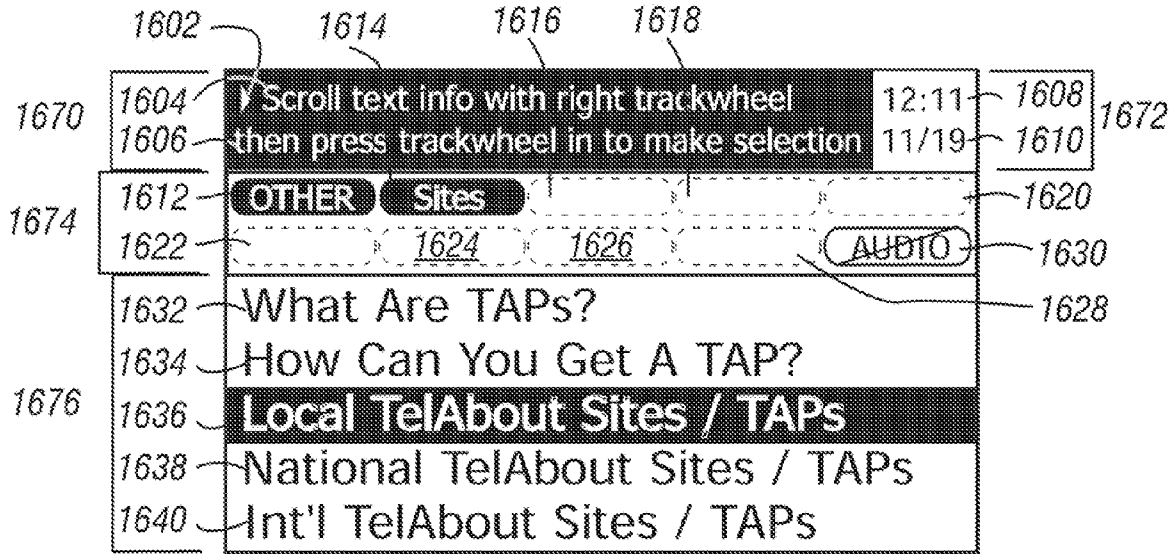 1602 1614 1616 1618
1670 1604 Scroll text info with right trackwheel 12:11 1608 1672
1606 then press trackwheel in to make selection 11/19 1610
1674 1612 OTHER Sites 1620
1622 1624 1626 AUDIO 1630
1632 What Are TAPs? 1628
1634 How Can You Get A TAP?
1676 1636 Local TelAbout Sites / TAPs
1638 National TelAbout Sites / TAPs
1640 Int'l TelAbout Sites / TAPs